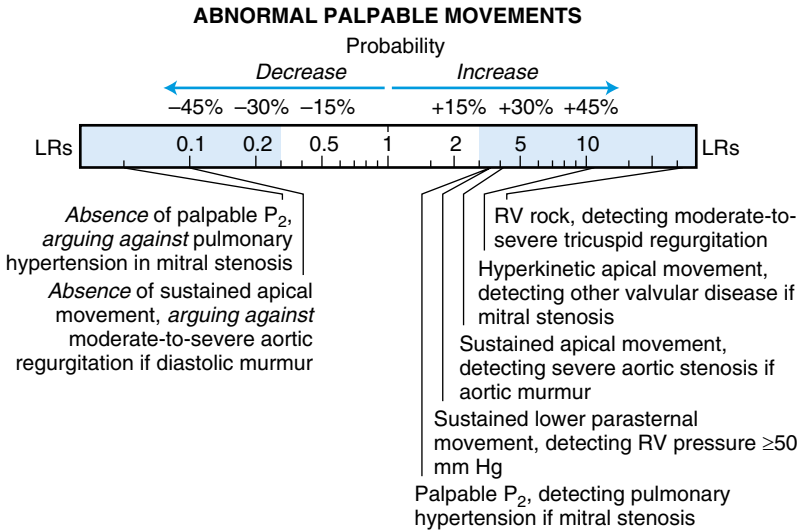 ABNORMAL PALPABLE MOVEMENTS
Probability
Decrease Increase
–45% –30% –15% +15% +30% +45%
LRs 0.1 0.2 0.5 1 2 5 10 LRs
Absence of palpable P2,
arguing against pulmonary
hypertension in mitral stenosis
Absence of sustained apical
movement, arguing against
moderate-to-severe aortic
regurgitation if diastolic murmur
RV rock, detecting moderate-to-
severe tricuspid regurgitation
Hyperkinetic apical movement,
detecting other valvular disease if
mitral stenosis
Sustained apical movement,
detecting severe aortic stenosis if
aortic murmur
Sustained lower parasternal
movement, detecting RV pressure ≥50
mm Hg
Palpable P2, detecting pulmonary
hypertension if mitral stenosis